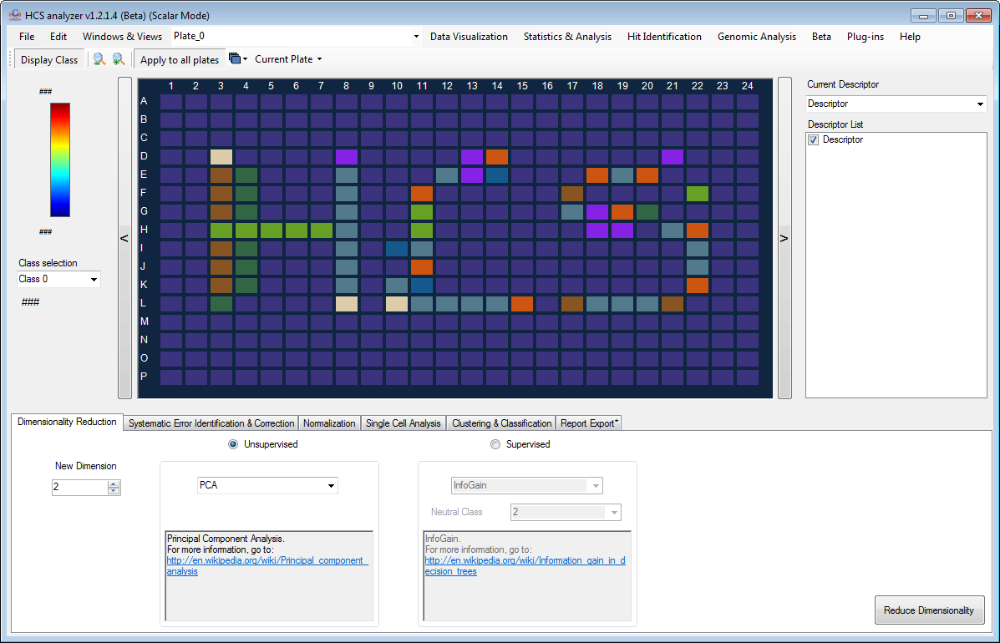 HCS analyzer v1.2.1.4 (Beta) (Scalar Mode)
File Edit Windows & Views Plate_0 Data Visualization Statistics & Analysis Hit Identification Genomic Analysis Beta Plug-ins Help
Display Class Apply to all plates Current Plate
###
###
Class selection
Class 0
###
1 2 3 4 5 6 7 8 9 10 11 12 13 14 15 16 17 18 19 20 21 22 23 24
A
B
C
D
E
F
G
H
I
J
K
L
M
N
O
P
<
>
Current Descriptor
Descriptor
Descriptor List
Descriptor
Dimensionality Reduction Systematic Error Identification & Correction Normalization Single Cell Analysis Clustering & Classification Report Export*
Unsupervised Supervised
New Dimension
2
PCA
Principal Component Analysis.
For more information, go to:
http://en.wikipedia.org/wiki/Principal_component_
analysis
InfoGain
Neutral Class 2
InfoGain.
For more information, go to:
http://en.wikipedia.org/wiki/Information_gain_in_d
ecision_trees
Reduce Dimensionality